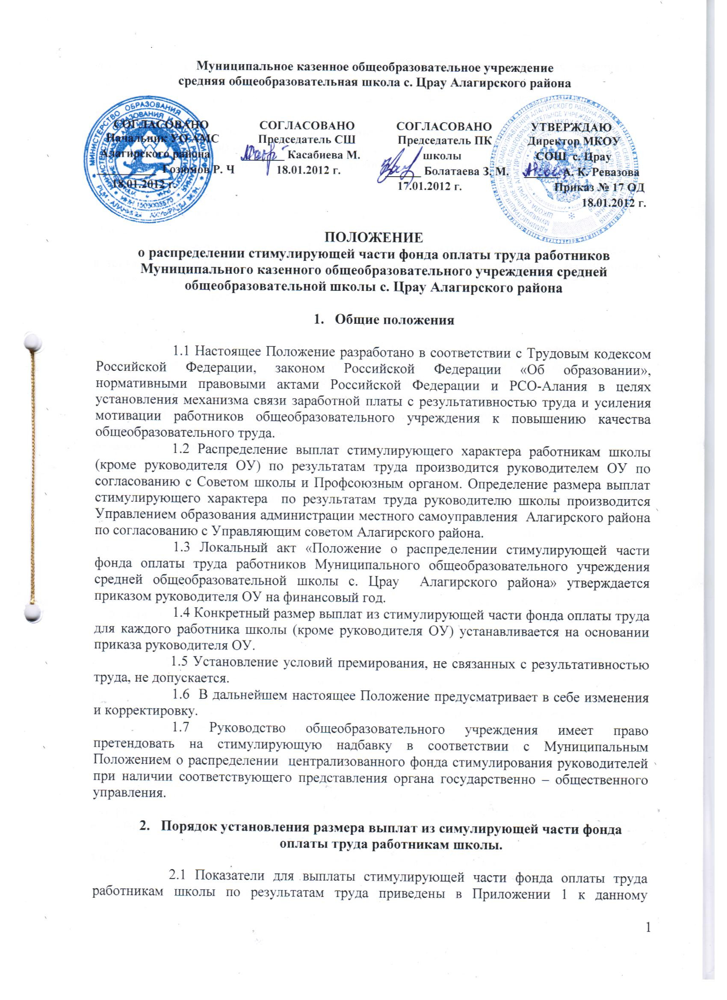 Муниципальное казенное общеобразовательное учреждение
средняя общеобразовательная школа с. Црау Алагирского района
СОГЛАСОВАНО
Начальник УО АМС
Алагирского района
Гозюмов Р. Ч
18.01.2012 г.
СОГЛАСОВАНО
Председатель СШ
Касабиева М.
18.01.2012 г.
СОГЛАСОВАНО
Председатель ПК
школы
Болатаева З. М.
17.01.2012 г.
УТВЕРЖДАЮ
Директор МКОУ
СОШ с. Црау
А. К. Ревазова
Приказ № 17 ОД
18.01.2012 г.
ПОЛОЖЕНИЕ
о распределении стимулирующей части фонда оплаты труда работников
Муниципального казенного общеобразовательного учреждения средней
общеобразовательной школы с. Црау Алагирского района
1. Общие положения
1.1 Настоящее Положение разработано в соответствии с Трудовым кодексом
Российской Федерации, законом Российской Федерации «Об образовании»,
нормативными правовыми актами Российской Федерации и РСО-Алания в целях
установления механизма связи заработной платы с результативностью труда и усиления
мотивации работников общеобразовательного учреждения к повышению качества
общеобразовательного труда.
1.2 Распределение выплат стимулирующего характера работникам школы
(кроме руководителя ОУ) по результатам труда производится руководителем ОУ по
согласованию с Советом школы и Профсоюзным органом. Определение размера выплат
стимулирующего характера по результатам труда руководителю школы производится
Управлением образования администрации местного самоуправления Алагирского района
по согласованию с Управляющим советом Алагирского района.
1.3 Локальный акт «Положение о распределении стимулирующей части
фонда оплаты труда работников Муниципального общеобразовательного учреждения
средней общеобразовательной школы с. Црау Алагирского района» утверждается
приказом руководителя ОУ на финансовый год.
1.4 Конкретный размер выплат из стимулирующей части фонда оплаты труда
для каждого работника школы (кроме руководителя ОУ) устанавливается на основании
приказа руководителя ОУ.
1.5 Установление условий премирования, не связанных с результативностью
труда, не допускается.
1.6 В дальнейшем настоящее Положение предусматривает в себе изменения
и корректировку.
1.7 Руководство общеобразовательного учреждения имеет право
претендовать на стимулирующую надбавку в соответствии с Муниципальным
Положением о распределении централизованного фонда стимулирования руководителей
при наличии соответствующего представления органа государственно – общественного
управления.
2. Порядок установления размера выплат из симулирующей части фонда
оплаты труда работникам школы.
2.1 Показатели для выплаты стимулирующей части фонда оплаты труда
работникам школы по результатам труда приведены в Приложении 1 к данному
1